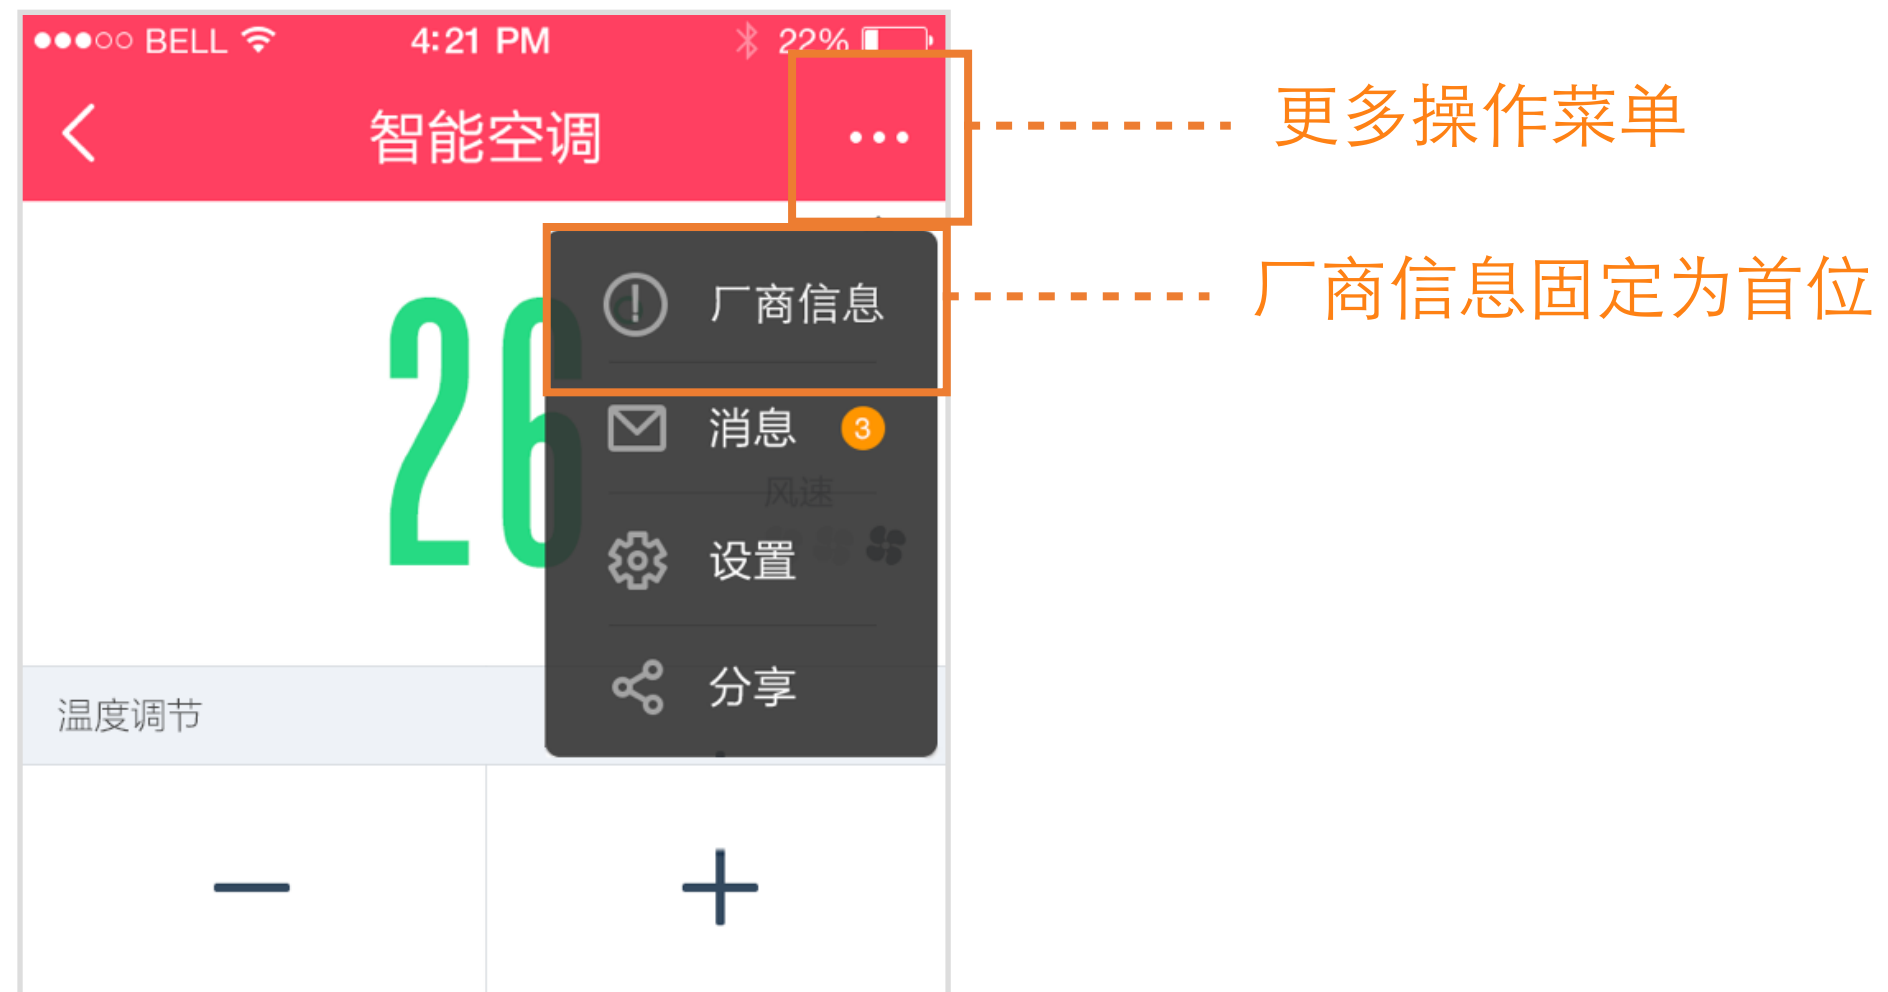 BELL 4:21 PM 22%
智能空调
更多操作菜单
厂商信息
厂商信息固定为首位
26
消息 3
风速
设置
分享
温度调节